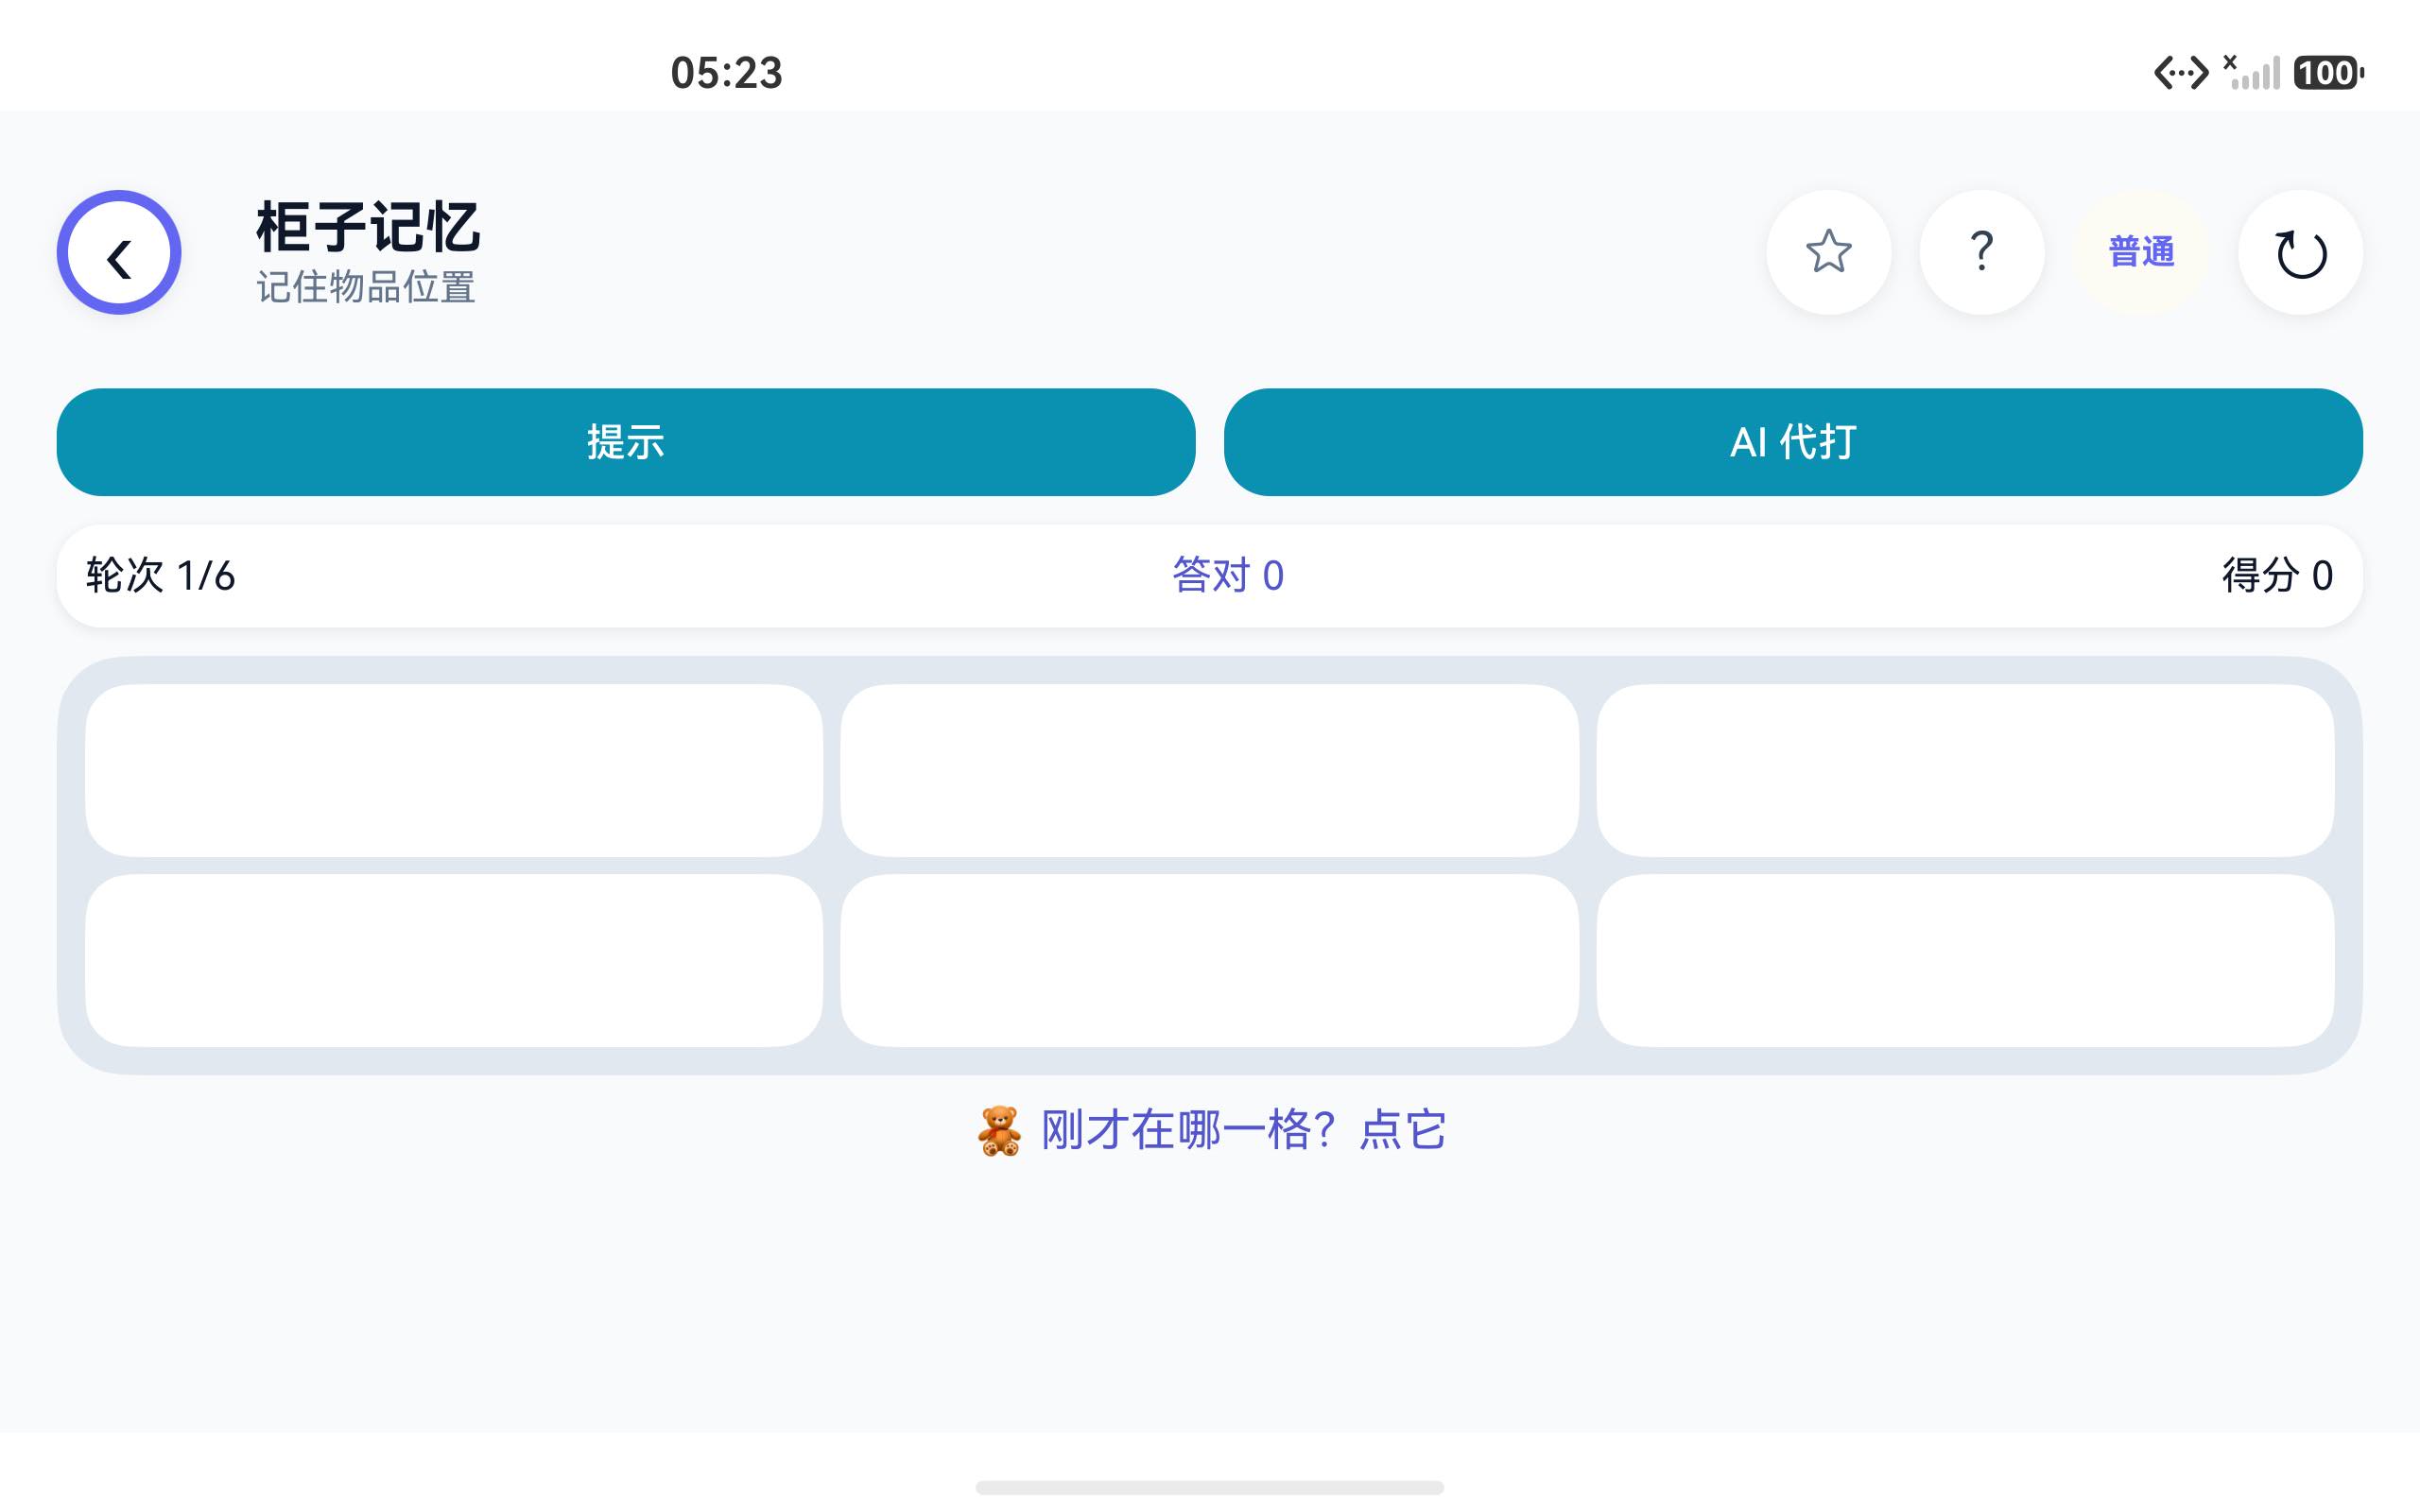 05:23
100
柜子记忆
记住物品位置
?
普通
提示
AI 代打
轮次 1/6
答对 0
得分 0
🧸 刚才在哪一格？点它